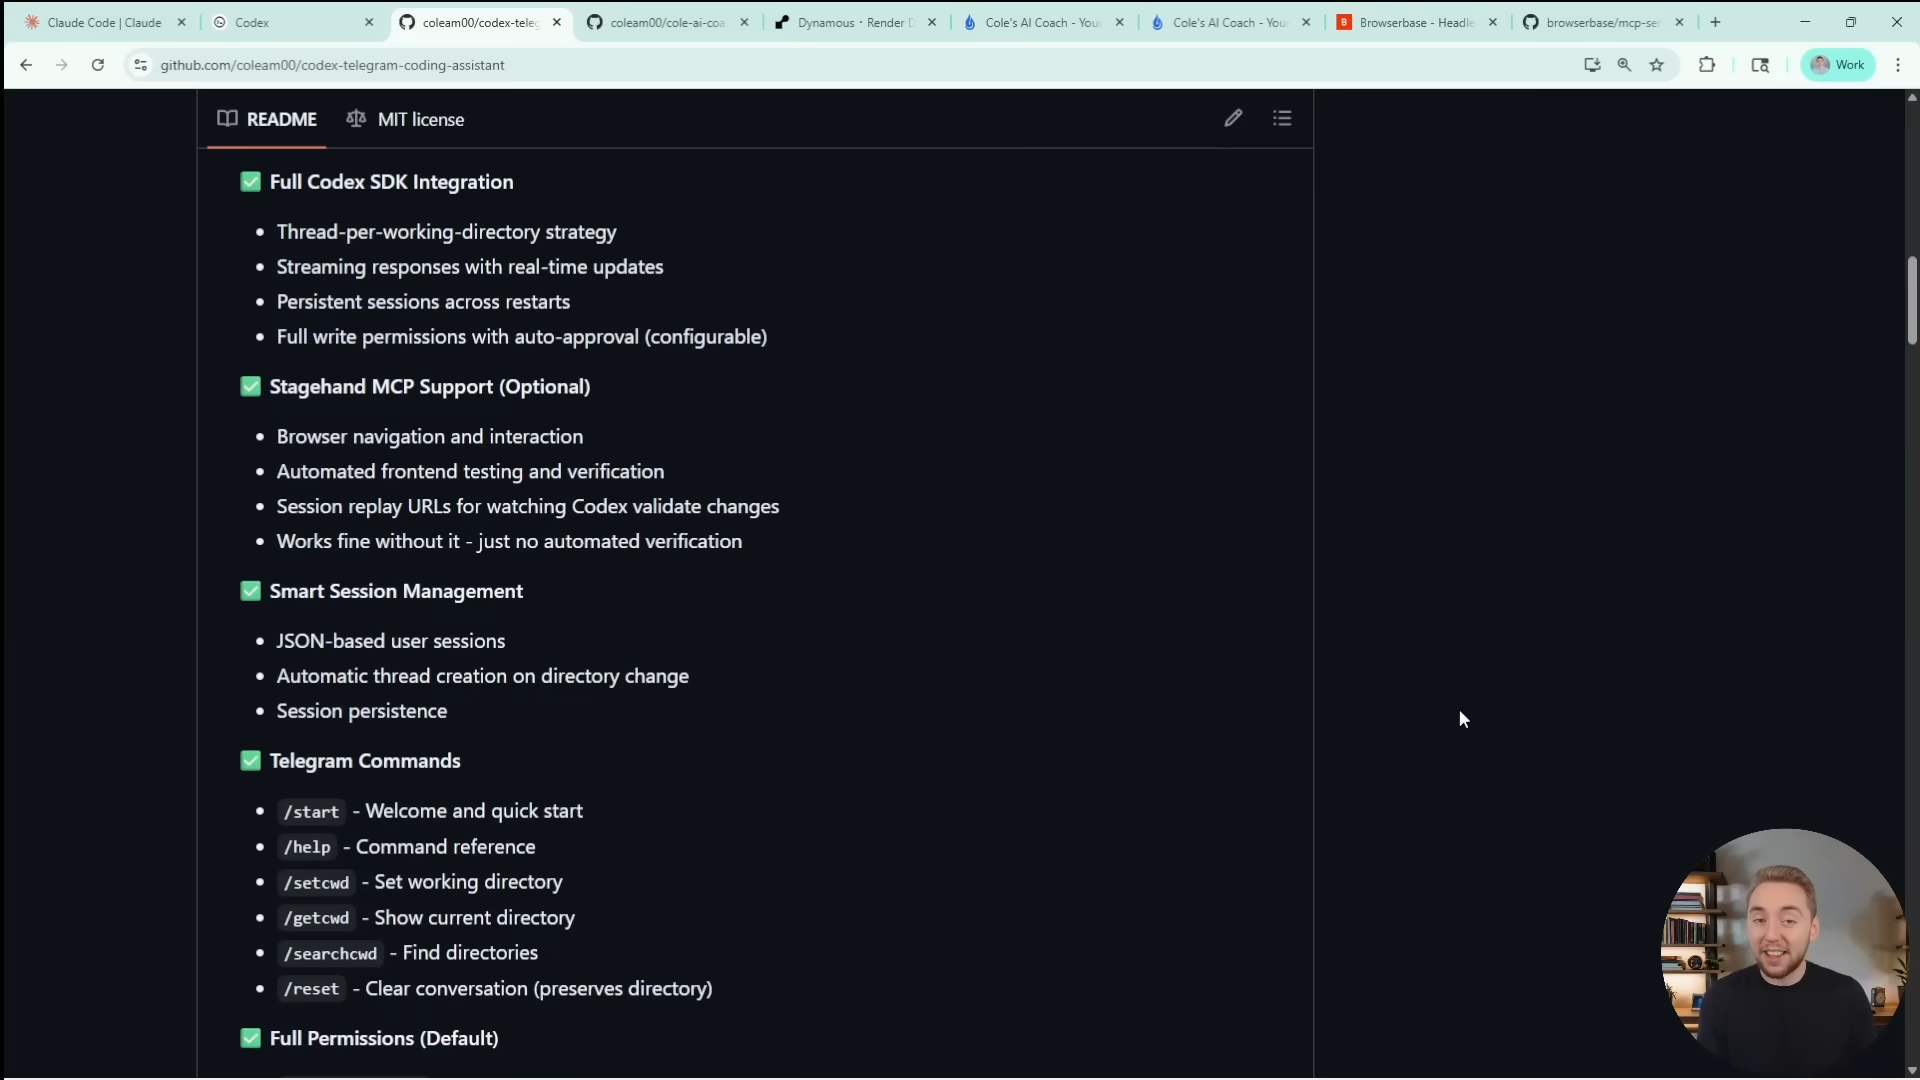 Claude Code | Claude
Codex
coleam00/codex-teleg
coleam00/cole-ai-coa
Dynamous · Render D
Cole's AI Coach - You
Cole's AI Coach - You
Browserbase - Headle
browserbase/mcp-se
github.com/coleam00/codex-telegram-coding-assistant
Work
README
MIT license
Full Codex SDK Integration
Thread-per-working-directory strategy
Streaming responses with real-time updates
Persistent sessions across restarts
Full write permissions with auto-approval (configurable)
Stagehand MCP Support (Optional)
Browser navigation and interaction
Automated frontend testing and verification
Session replay URLs for watching Codex validate changes
Works fine without it - just no automated verification
Smart Session Management
JSON-based user sessions
Automatic thread creation on directory change
Session persistence
Telegram Commands
/start - Welcome and quick start
/help - Command reference
/setcwd - Set working directory
/getcwd - Show current directory
/searchcwd - Find directories
/reset - Clear conversation (preserves directory)
Full Permissions (Default)